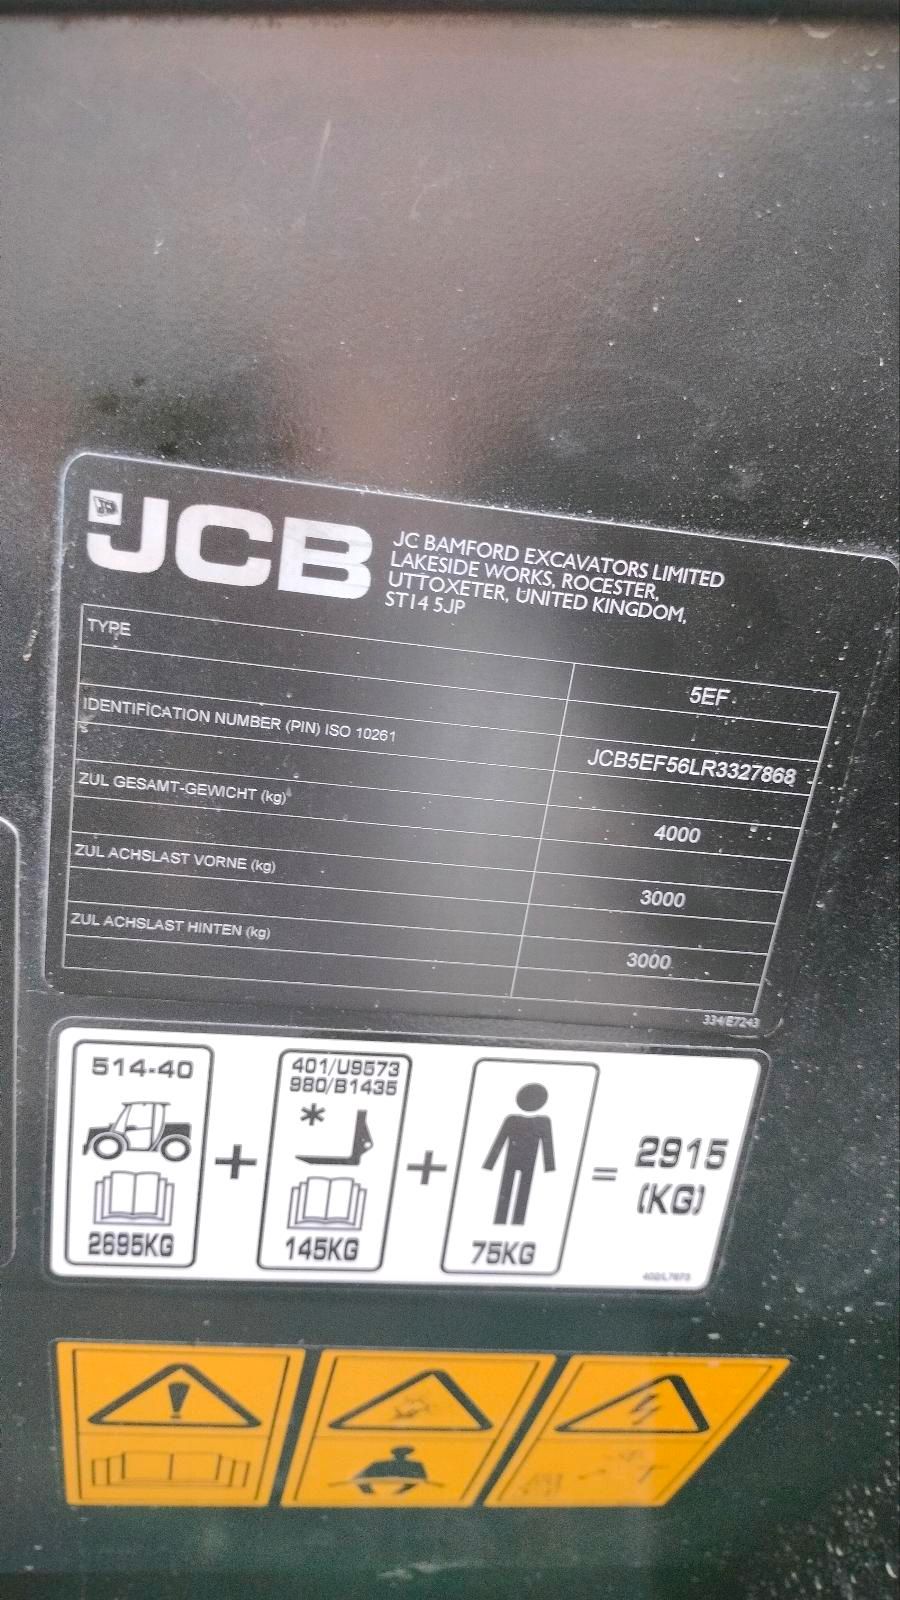 JCB
JC BAMFORD EXCAVATORS LIMITED
LAKESIDE WORKS, ROCESTER,
UTTOXETER, UNITED KINGDOM,
ST14 5JP
TYPE
5EF
IDENTIFICATION NUMBER (PIN) ISO 10261
JCB5EF56LR3327868
ZUL GESAMT-GEWICHT (kg)
4000
ZUL ACHSLAST VORNE (kg)
3000
ZUL ACHSLAST HINTEN (kg)
3000
334/E7243
514-40
2695KG
+
401/U9573
980/B1435
*
145KG
+
75KG
=
2915
(KG)